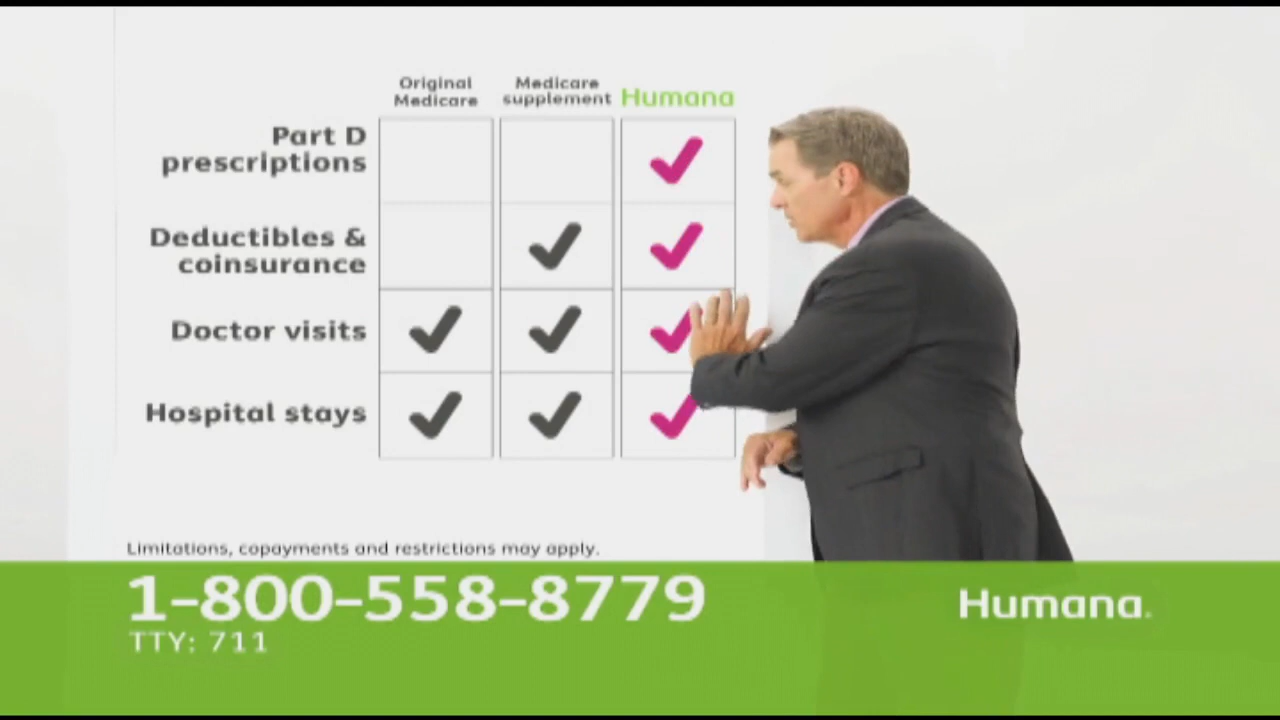 Original
Medicare
Medicare
supplement
Humana
Part D
prescriptions
Deductibles &
coinsurance
Doctor visits
Hospital stays
Limitations, copayments and restrictions may apply.
1-800-558-8779
TTY: 711
Humana.